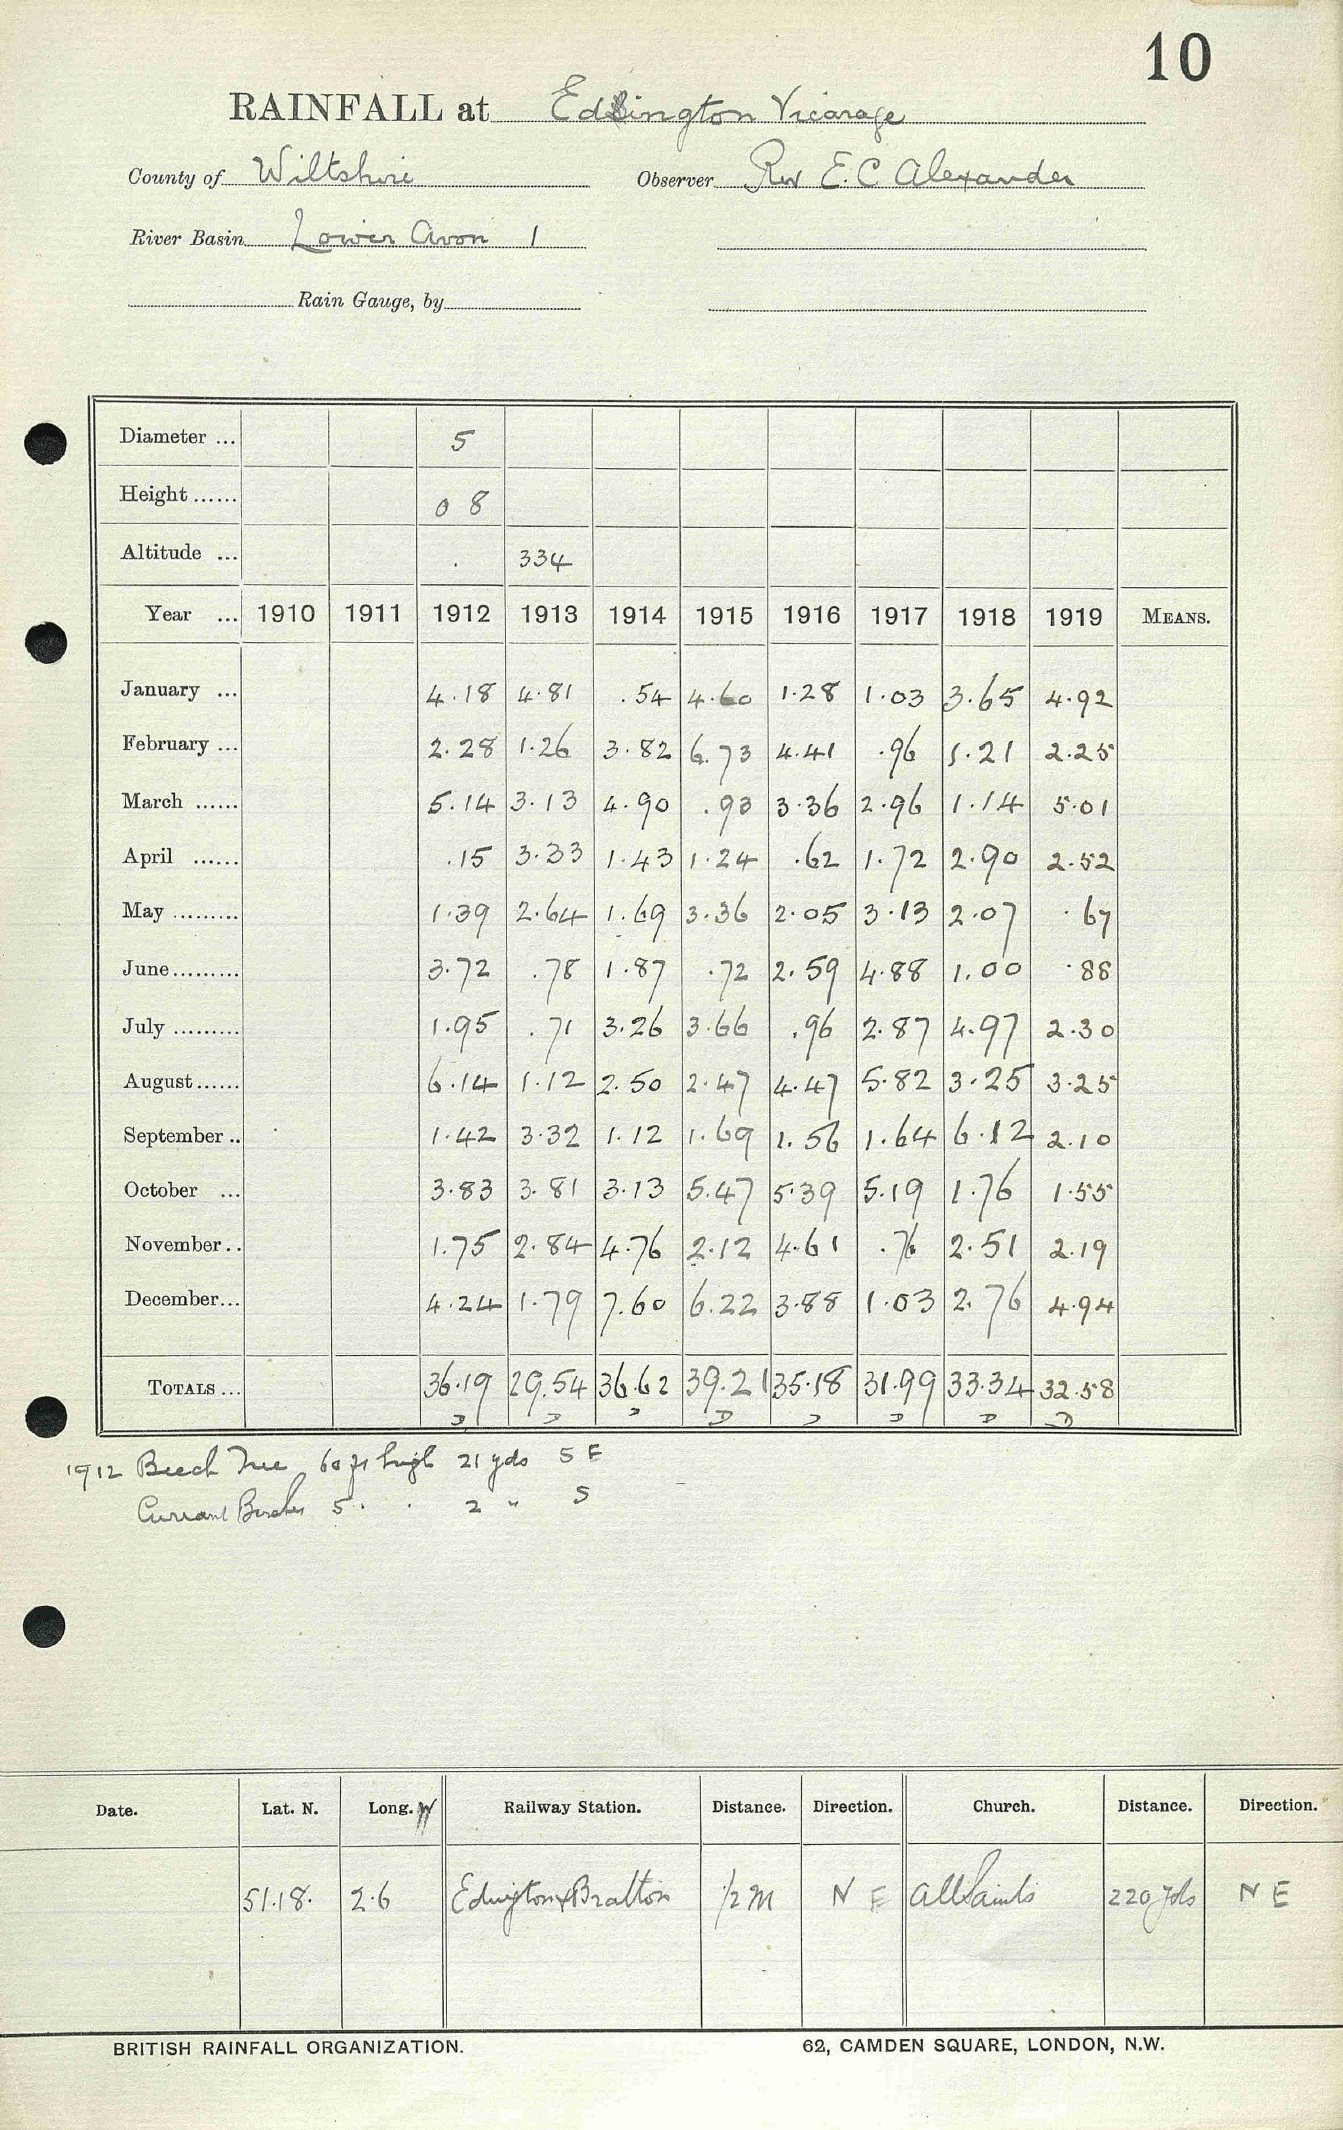 10
RAINFALL at Edington Vicarage
County of Wiltshire Observer Rev E. C. Alexander
River Basin Lower Avon 1
Rain Gauge, by
Diameter ... 5
Height ...... 0 8
Altitude ... 334
Year ... 1910 1911 1912 1913 1914 1915 1916 1917 1918 1919 MEANS.
January ... 4.18 4.81 .54 4.60 1.28 1.03 3.65 4.92
February ... 2.28 1.26 3.82 6.73 4.41 .96 1.21 2.25
March ...... 5.14 3.13 4.90 .93 3.36 2.96 1.14 5.01
April ...... .15 3.33 1.43 1.24 .62 1.72 2.90 2.52
May ......... 1.39 2.64 1.69 3.36 2.05 3.13 2.07 .67
June ......... 3.72 .78 1.87 .72 2.59 4.88 1.00 .88
July ......... 1.95 .71 3.26 3.66 .96 2.87 4.97 2.30
August ...... 6.14 1.12 2.50 2.47 4.47 5.82 3.25 3.25
September .. 1.42 3.32 1.12 1.69 1.56 1.64 6.12 2.10
October ... 3.83 3.81 3.13 5.47 5.39 5.19 1.76 1.55
November .. 1.75 2.84 4.76 2.12 4.61 .76 2.51 2.19
December ... 4.24 1.79 7.60 6.22 3.88 1.03 2.76 4.94
TOTALS ... 36.19 29.54 36.62 39.21 35.18 31.99 33.34 32.58
D D D D D D D D
1912 Beech Tree 60 ft high 21 yds S E
Currant Bushes 5 . . 2 " S
Date. Lat. N. Long. W Railway Station. Distance. Direction. Church. Distance. Direction.
51.18. 2.6 Edington & Bratton 1/2 M N E All Saints 220 yds N E
BRITISH RAINFALL ORGANIZATION. 62, CAMDEN SQUARE, LONDON, N.W.